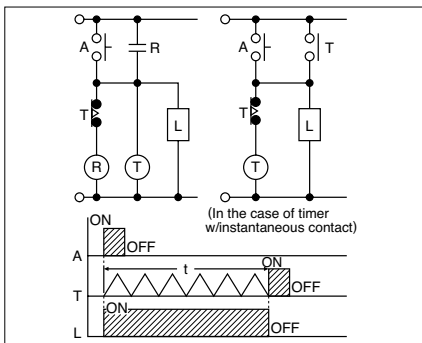 A R A T
T L T L
R T T
(In the case of timer
w/instantaneous contact)
ON
OFF
A
t ON
T OFF
ON
L OFF